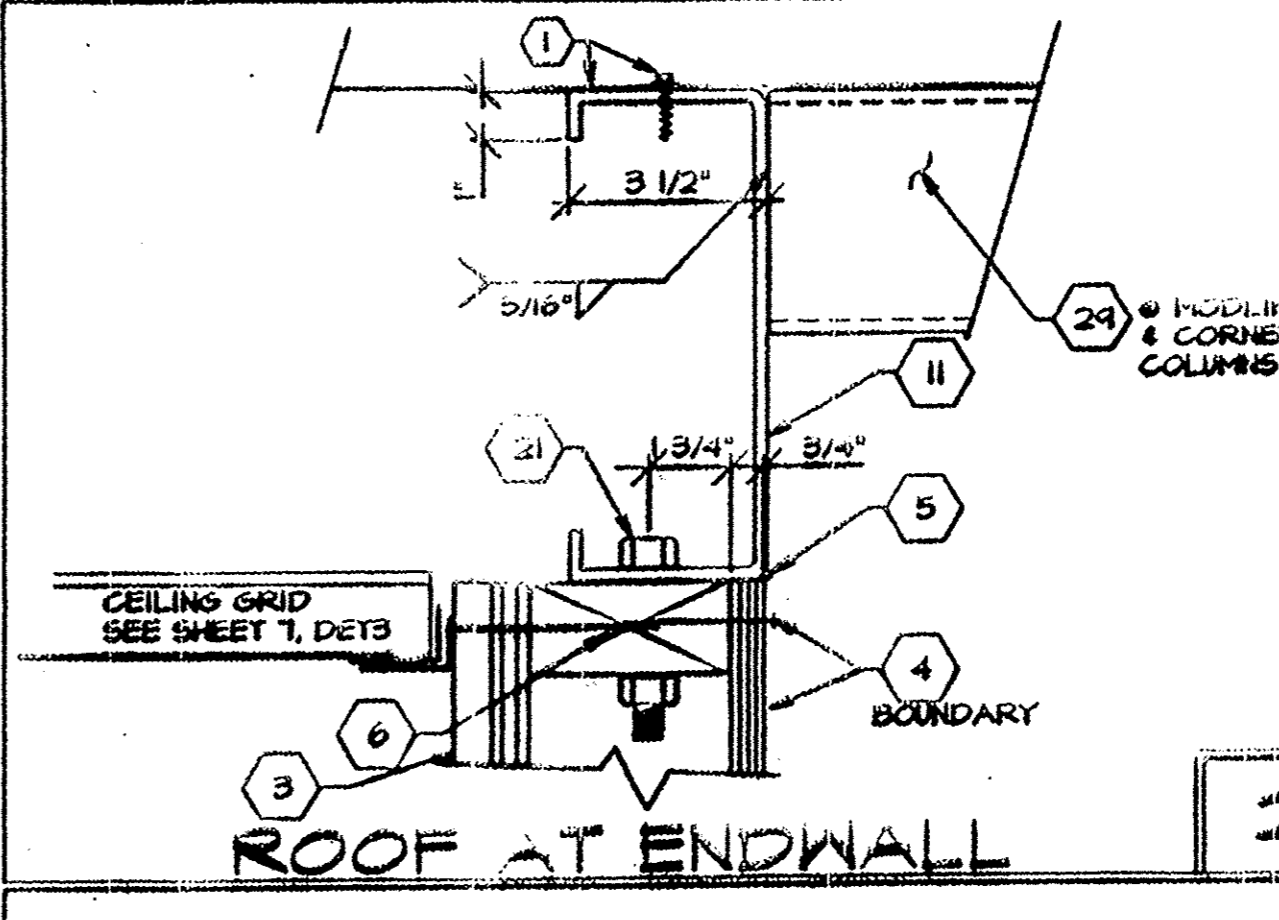 1
3 1/2"
5/16"
29
&
COLUMNS
11
21
3/4" 3/4"
5
CEILING GRID
SEE SHEET 7, DET3
4
BOUNDARY
6
3
ROOF AT ENDWALL